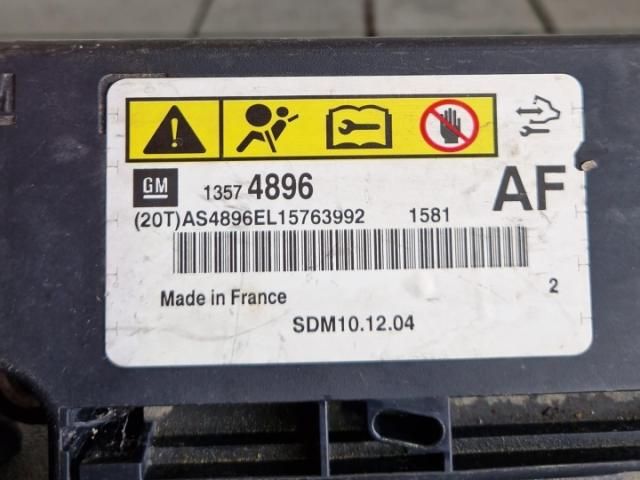 M
GM 1357 4896 AF
(20T)AS4896EL15763992 1581
Made in France 2
SDM10.12.04